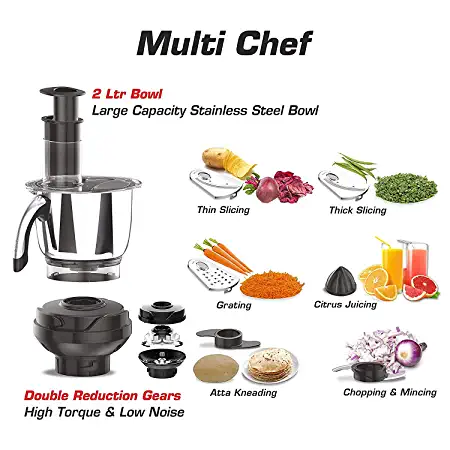 Multi Chef
2 Ltr Bowl
Large Capacity Stainless Steel Bowl
Thin Slicing
Thick Slicing
Grating
Citrus Juicing
Double Reduction Gears
High Torque & Low Noise
Atta Kneading
Chopping & Mincing